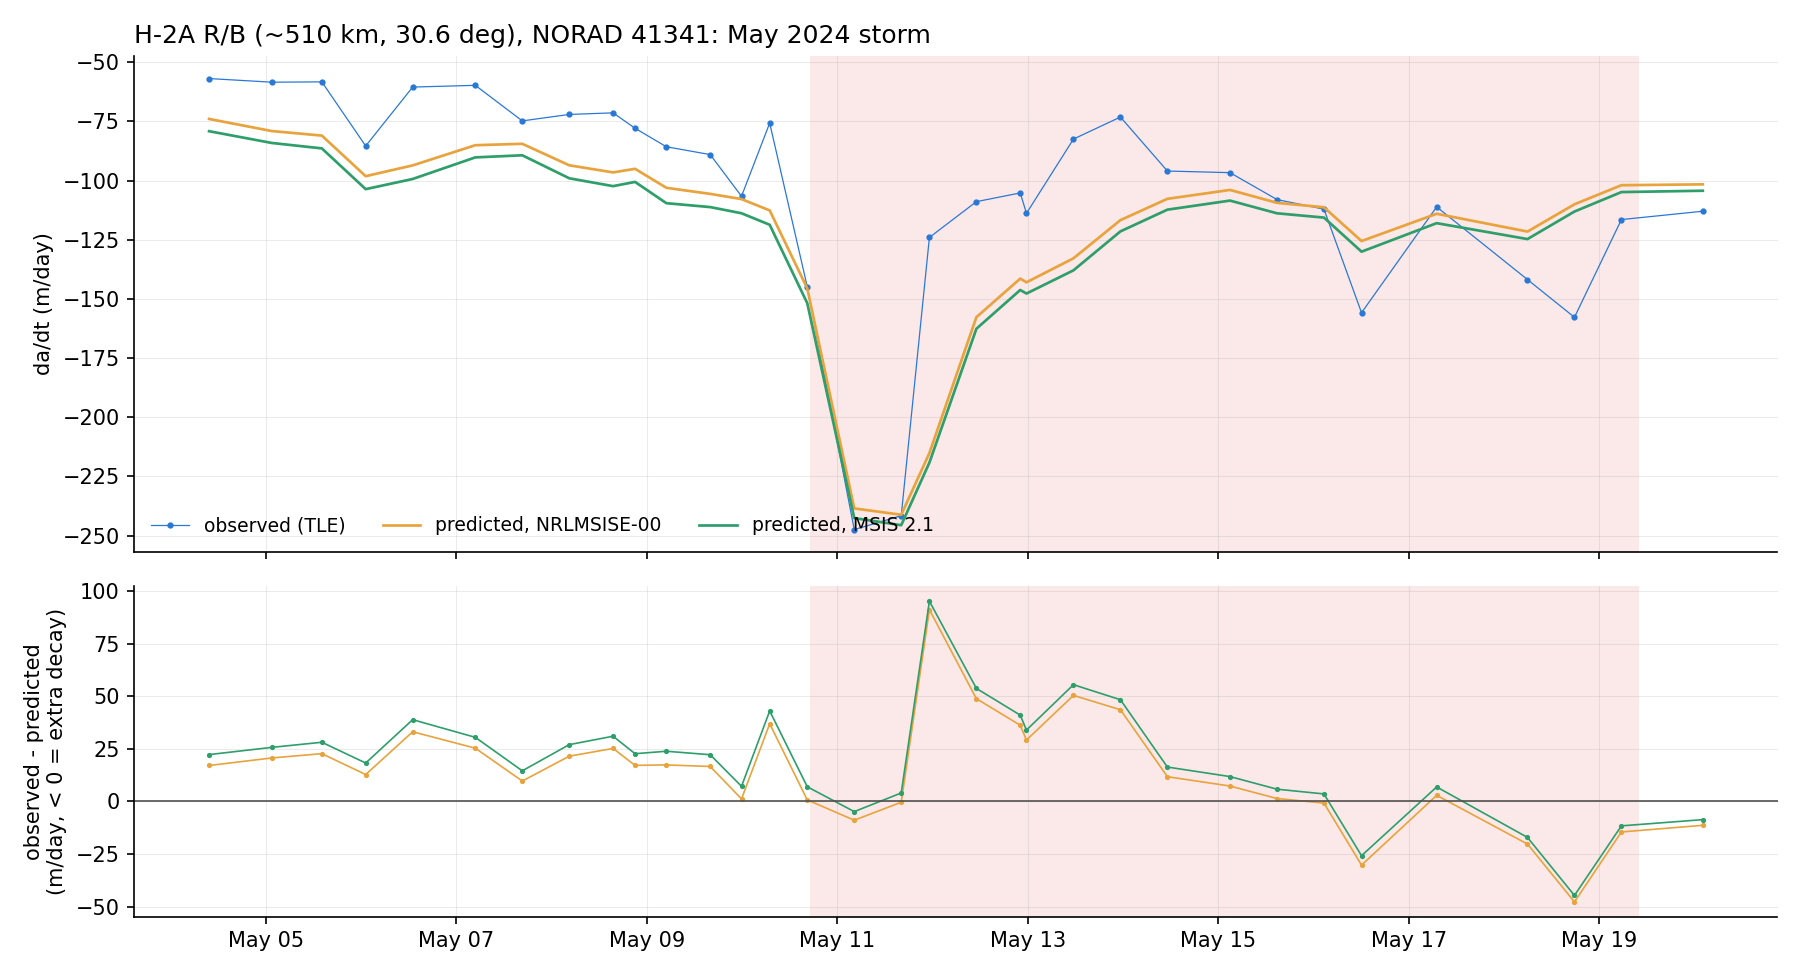 H-2A R/B (~510 km, 30.6 deg), NORAD 41341: May 2024 storm
−50
−75
−100
−125
−150
−175
−200
−225
−250
da/dt (m/day)
observed (TLE)
predicted, NRLMSISE-00
predicted, MSIS 2.1
100
75
50
25
0
−25
−50
observed - predicted
(m/day, < 0 = extra decay)
May 05
May 07
May 09
May 11
May 13
May 15
May 17
May 19